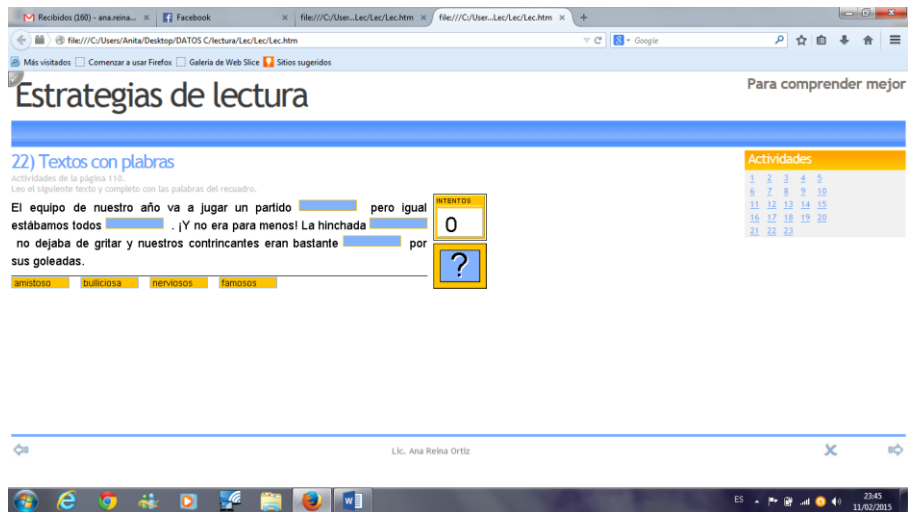 Recibidos (160) - ana.reina... × Facebook × file:///C:/User...Lec/Lec/Lec.htm × file:///C:/User...Lec/Lec/Lec.htm × +
file:///C:/Users/Anita/Desktop/DATOS C/lectura/Lec/Lec/Lec.htm Google
Más visitados Comenzar a usar Firefox Galería de Web Slice Sitios sugeridos
Estrategias de lectura
Para comprender mejor
22) Textos con plabras
Actividades de la página 110.
Leo el siguiente texto y completo con las palabras del recuadro.
El equipo de nuestro año va a jugar un partido pero igual
estábamos todos . ¡Y no era para menos! La hinchada
no dejaba de gritar y nuestros contrincantes eran bastante por
sus goleadas.
amistoso bulliciosa nerviosos famosos
INTENTOS
0
?
Actividades
1 2 3 4 5
6 7 8 9 10
11 12 13 14 15
16 17 18 19 20
21 22 23
Lic. Ana Reina Ortiz
ES
23:45
11/02/2015